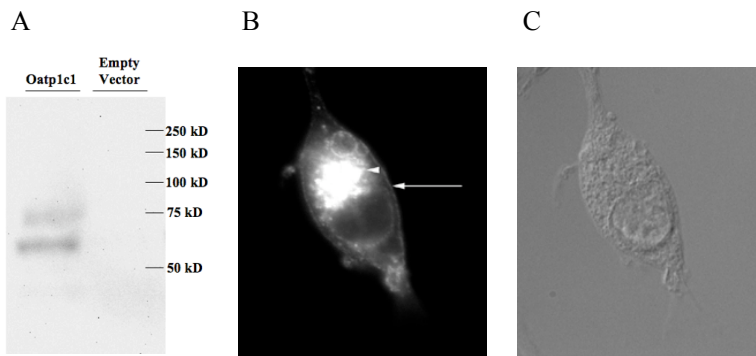 A
B
C
Oatp1c1
Empty
Vector
250 kD
150 kD
100 kD
75 kD
50 kD